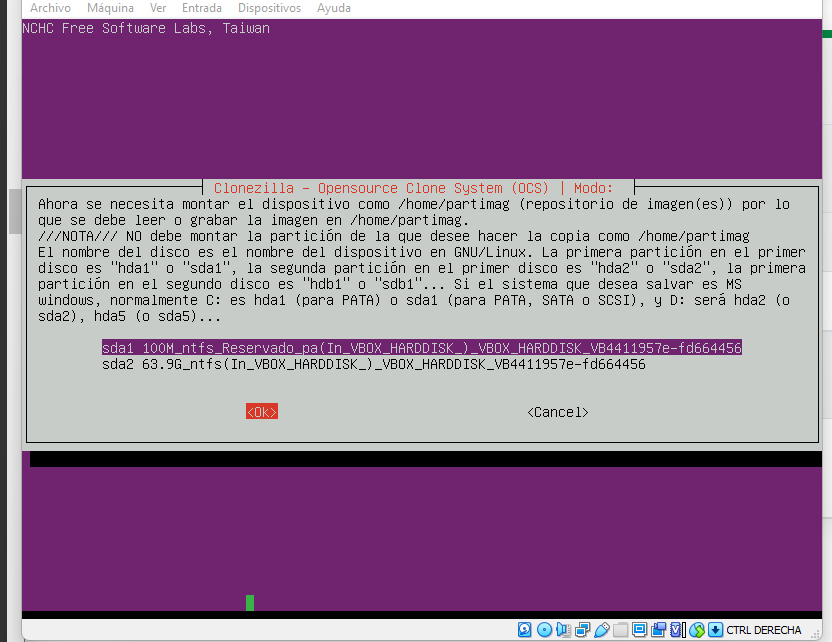 Archivo Máquina Ver Entrada Dispositivos Ayuda
NCHC Free Software Labs, Taiwan
Clonezilla - Opensource Clone System (OCS) | Modo:
Ahora se necesita montar el dispositivo como /home/partimag (repositorio de imagen(es)) por lo
que se debe leer o grabar la imagen en /home/partimag.
///NOTA/// NO debe montar la partición de la que desee hacer la copia como /home/partimag
El nombre del disco es el nombre del dispositivo en GNU/Linux. La primera partición en el primer
disco es "hda1" o "sda1", la segunda partición en el primer disco es "hda2" o "sda2", la primera
partición en el segundo disco es "hdb1" o "sdb1"... Si el sistema que desea salvar es MS
windows, normalmente C: es hda1 (para PATA) o sda1 (para PATA, SATA o SCSI), y D: será hda2 (o
sda2), hda5 (o sda5)...
sda1 100M_ntfs_Reservado_pa(In_VBOX_HARDDISK_)_VBOX_HARDDISK_VB4411957e-fd664456
sda2 63.9G_ntfs(In_VBOX_HARDDISK_)_VBOX_HARDDISK_VB4411957e-fd664456
<Ok> <Cancel>
CTRL DERECHA